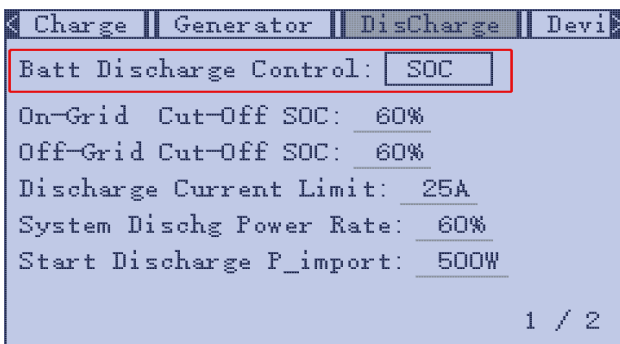 Charge Generator DisCharge Devi
Batt Discharge Control: SOC
On-Grid Cut-Off SOC: 60%
Off-Grid Cut-Off SOC: 60%
Discharge Current Limit: 25A
System Dischg Power Rate: 60%
Start Discharge P_import: 500W
1 / 2